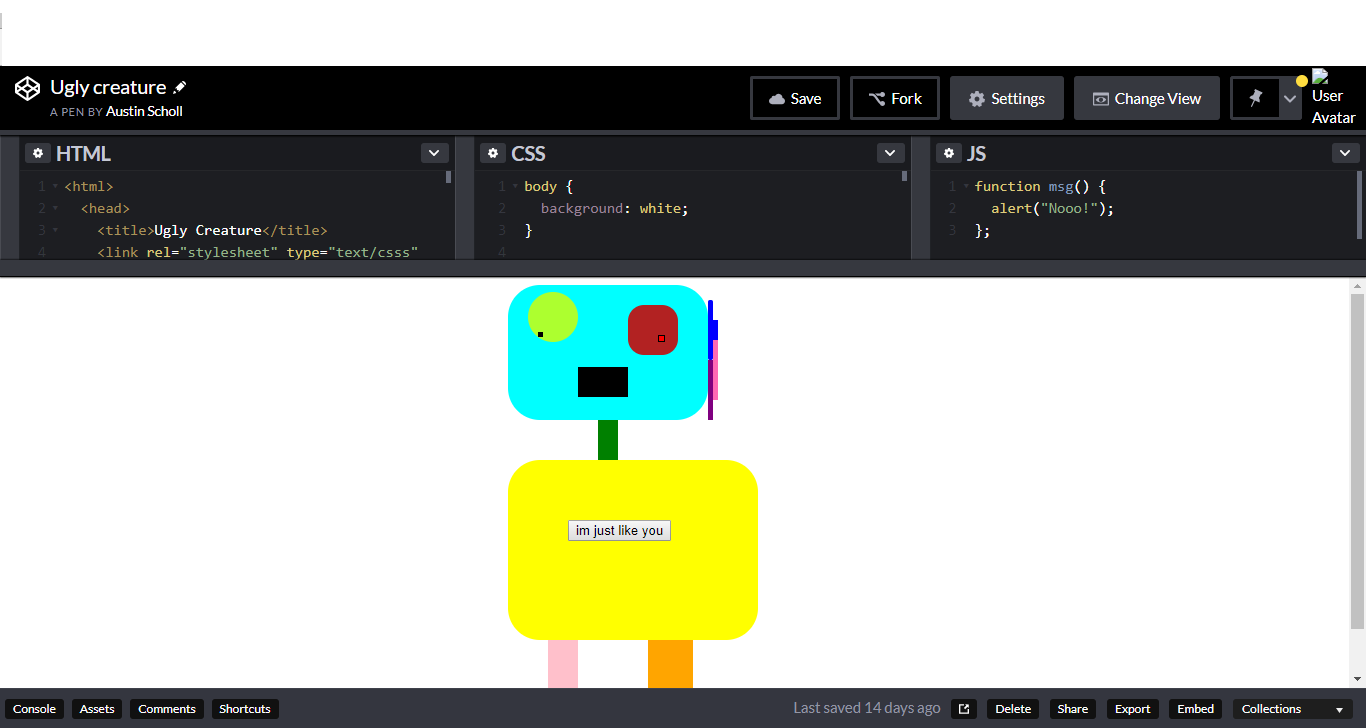 Ugly creature
A PEN BY Austin Scholl
Save
Fork
Settings
Change View
User
Avatar
HTML
1 <html>
2 <head>
3 <title>Ugly Creature</title>
4 <link rel="stylesheet" type="text/csss"
CSS
1 body {
2 background: white;
3 }
4
JS
1 function msg() {
2 alert("Nooo!");
3 };
im just like you
Console Assets Comments Shortcuts
Last saved 14 days ago Delete Share Export Embed Collections